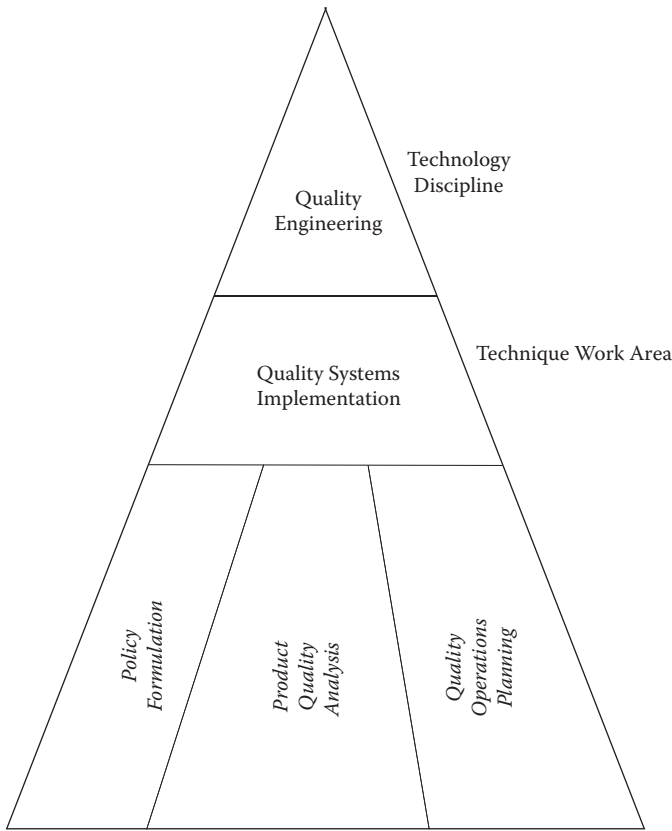 Technology
Discipline
Quality
Engineering
Technique Work Area
Quality Systems
Implementation
Policy
Formulation
Product
Quality
Analysis
Quality
Operations
Planning